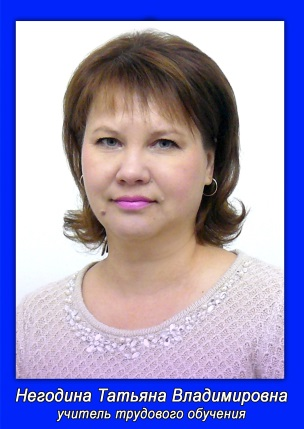 Негодина Татьяна Владимировна
учитель трудового обучения